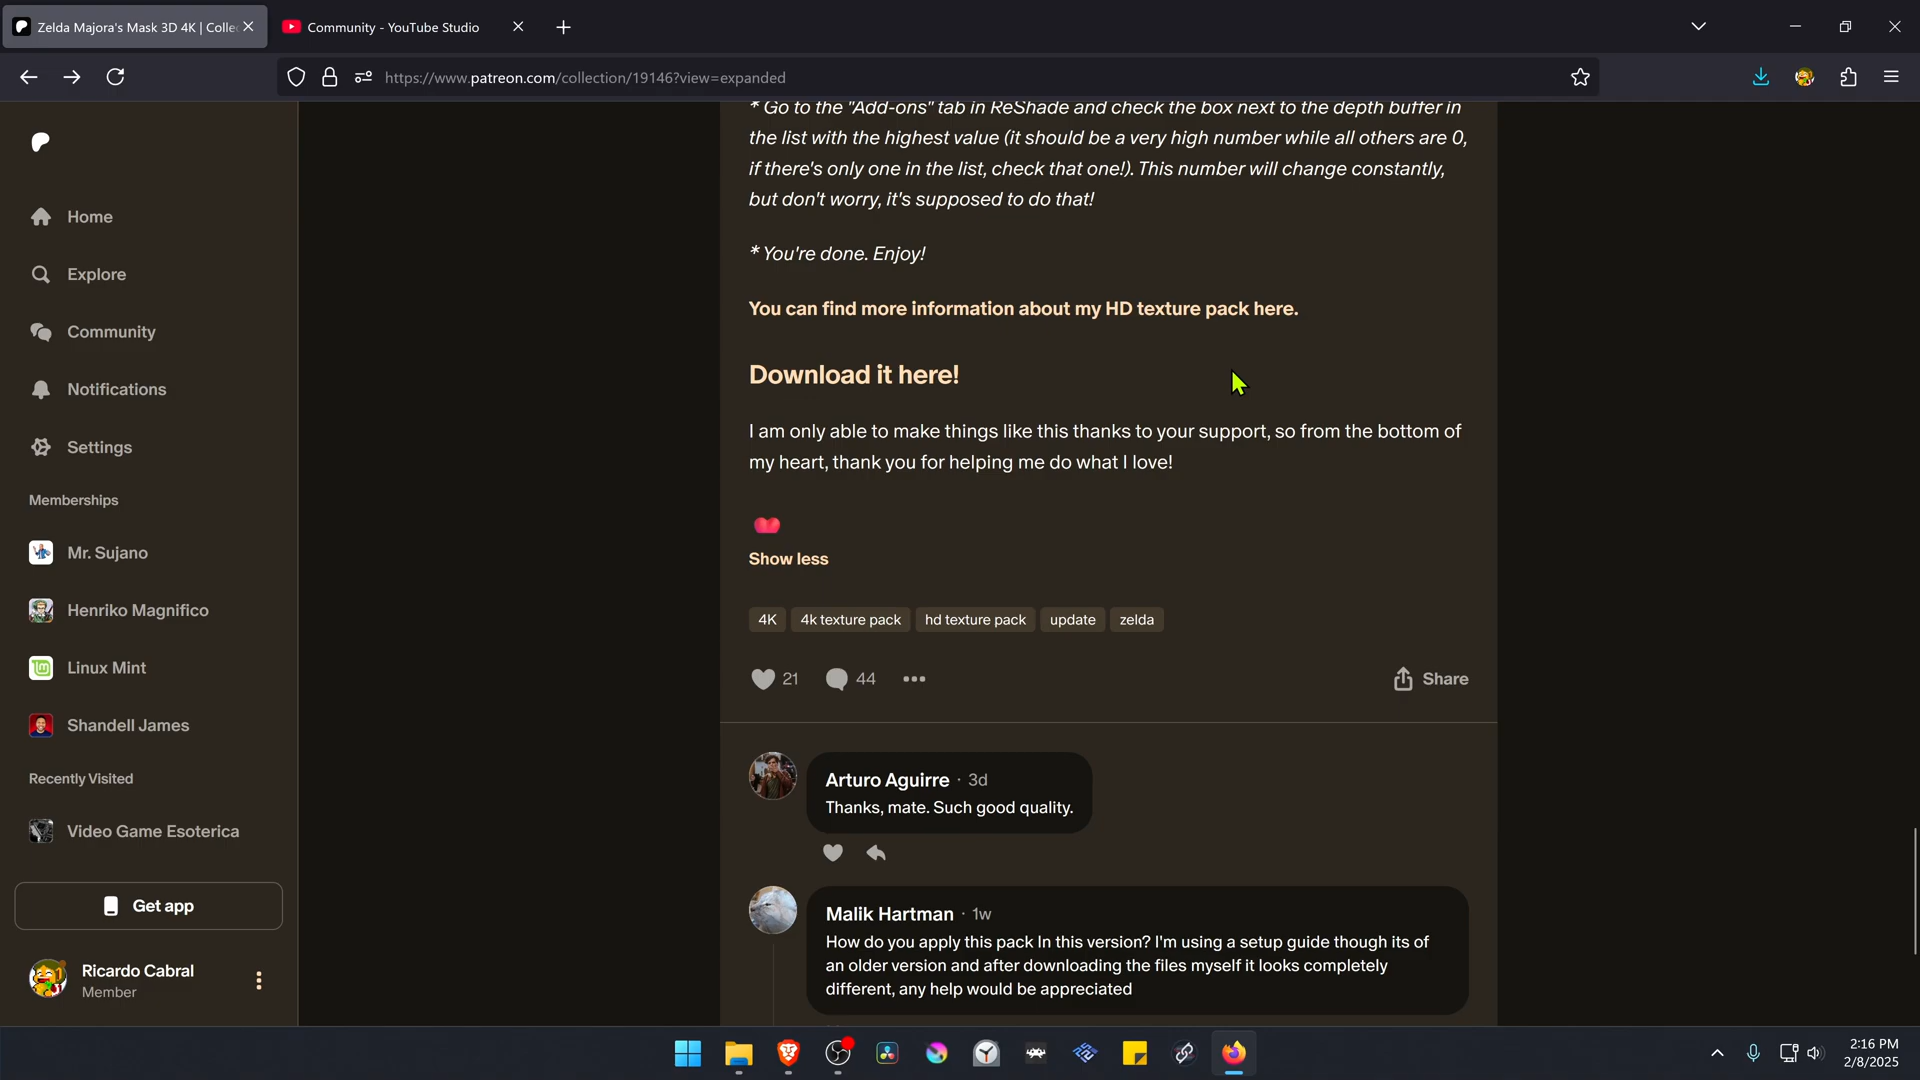 Zelda Majora's Mask 3D 4K | Colle
Community - YouTube Studio
https://www.patreon.com/collection/19146?view=expanded
Home
Explore
Community
Notifications
Settings
Memberships
Mr. Sujano
Henriko Magnifico
Linux Mint
Shandell James
Recently Visited
Video Game Esoterica
Get app
Ricardo Cabral
Member
* Go to the "Add-ons" tab in ReShade and check the box next to the depth buffer in
the list with the highest value (it should be a very high number while all others are 0,
if there's only one in the list, check that one!). This number will change constantly,
but don't worry, it's supposed to do that!
* You're done. Enjoy!
You can find more information about my HD texture pack here.
Download it here!
I am only able to make things like this thanks to your support, so from the bottom of
my heart, thank you for helping me do what I love!
Show less
4K 4k texture pack hd texture pack update zelda
21 44 Share
Arturo Aguirre · 3d
Thanks, mate. Such good quality.
Malik Hartman · 1w
How do you apply this pack In this version? I'm using a setup guide though its of
an older version and after downloading the files myself it looks completely
different, any help would be appreciated
2:16 PM
2/8/2025